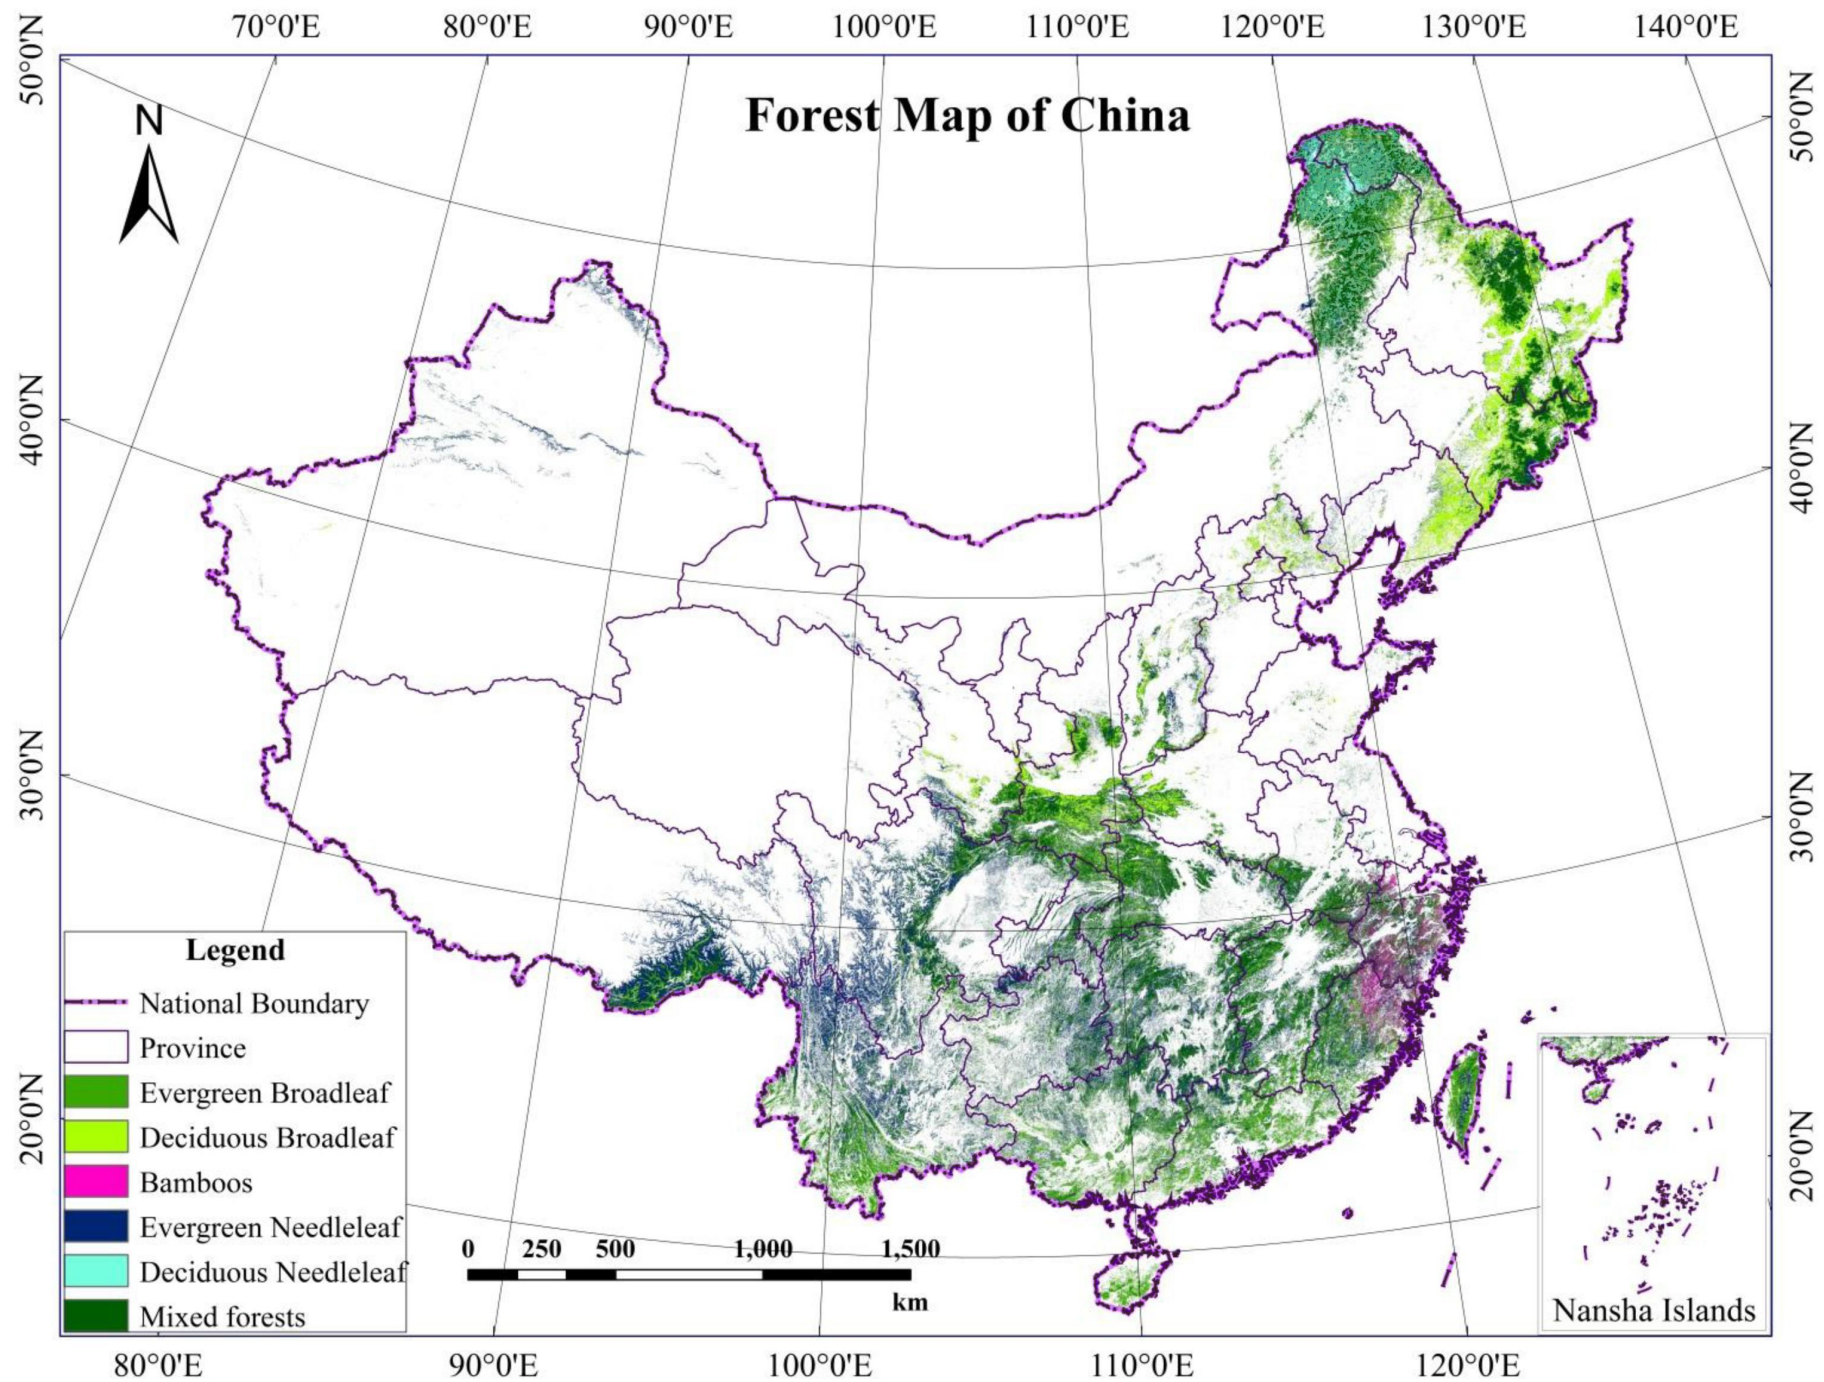 70°0'E 80°0'E 90°0'E 100°0'E 110°0'E 120°0'E 130°0'E 140°0'E
50°0'N
40°0'N
30°0'N
20°0'N
N
Forest Map of China
50°0'N
40°0'N
30°0'N
20°0'N
Legend
National Boundary
Province
Evergreen Broadleaf
Deciduous Broadleaf
Bamboos
Evergreen Needleleaf
Deciduous Needleleaf
Mixed forests
0 250 500 1,000 1,500
km
Nansha Islands
80°0'E 90°0'E 100°0'E 110°0'E 120°0'E